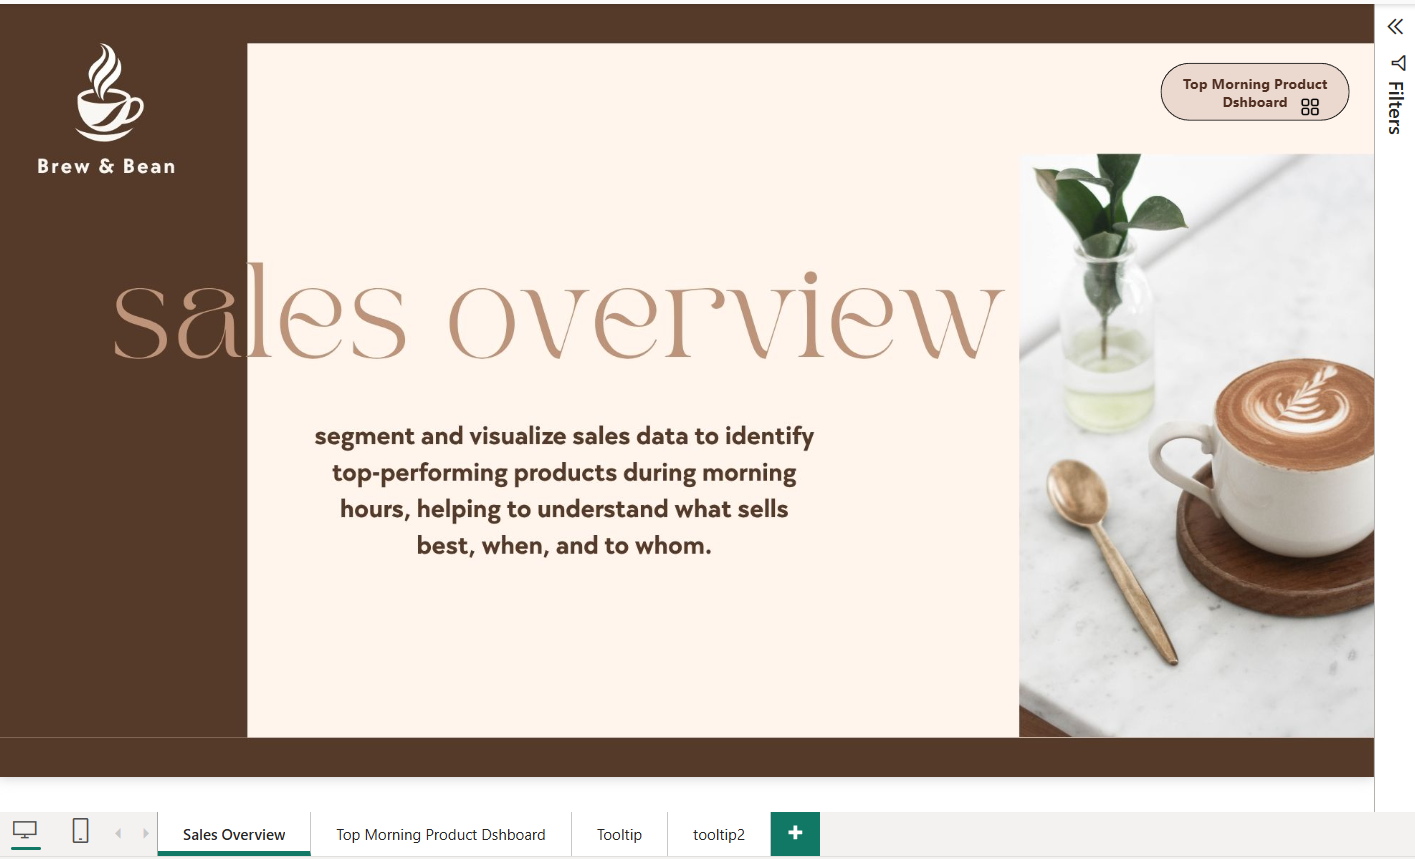 Brew & Bean
Top Morning Product
Dshboard
Filters
sales overview
segment and visualize sales data to identify
top-performing products during morning
hours, helping to understand what sells
best, when, and to whom.
Sales Overview
Top Morning Product Dshboard
Tooltip
tooltip2